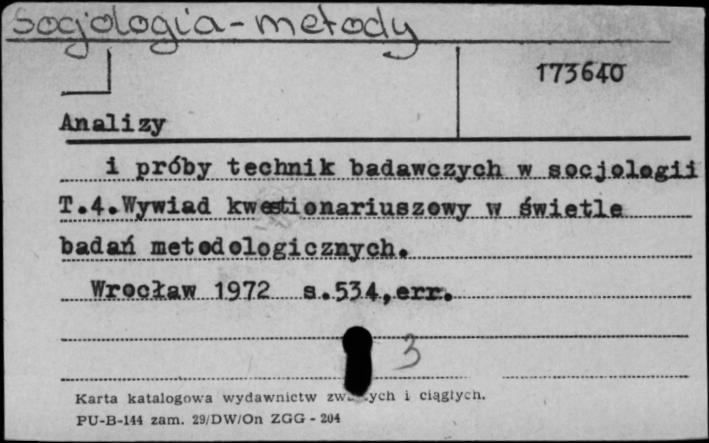 Socjologia - metody
173640
Analizy
i próby technik badawczych w socjologii
T.4.Wywiad kwestionariuszowy w świetle
badań metodologicznych.
Wrocław 1972 s.534,err.
3
Karta katalogowa wydawnictw i ciągłych.
PU-B-144 zam. 29/DW/On ZGG - 204